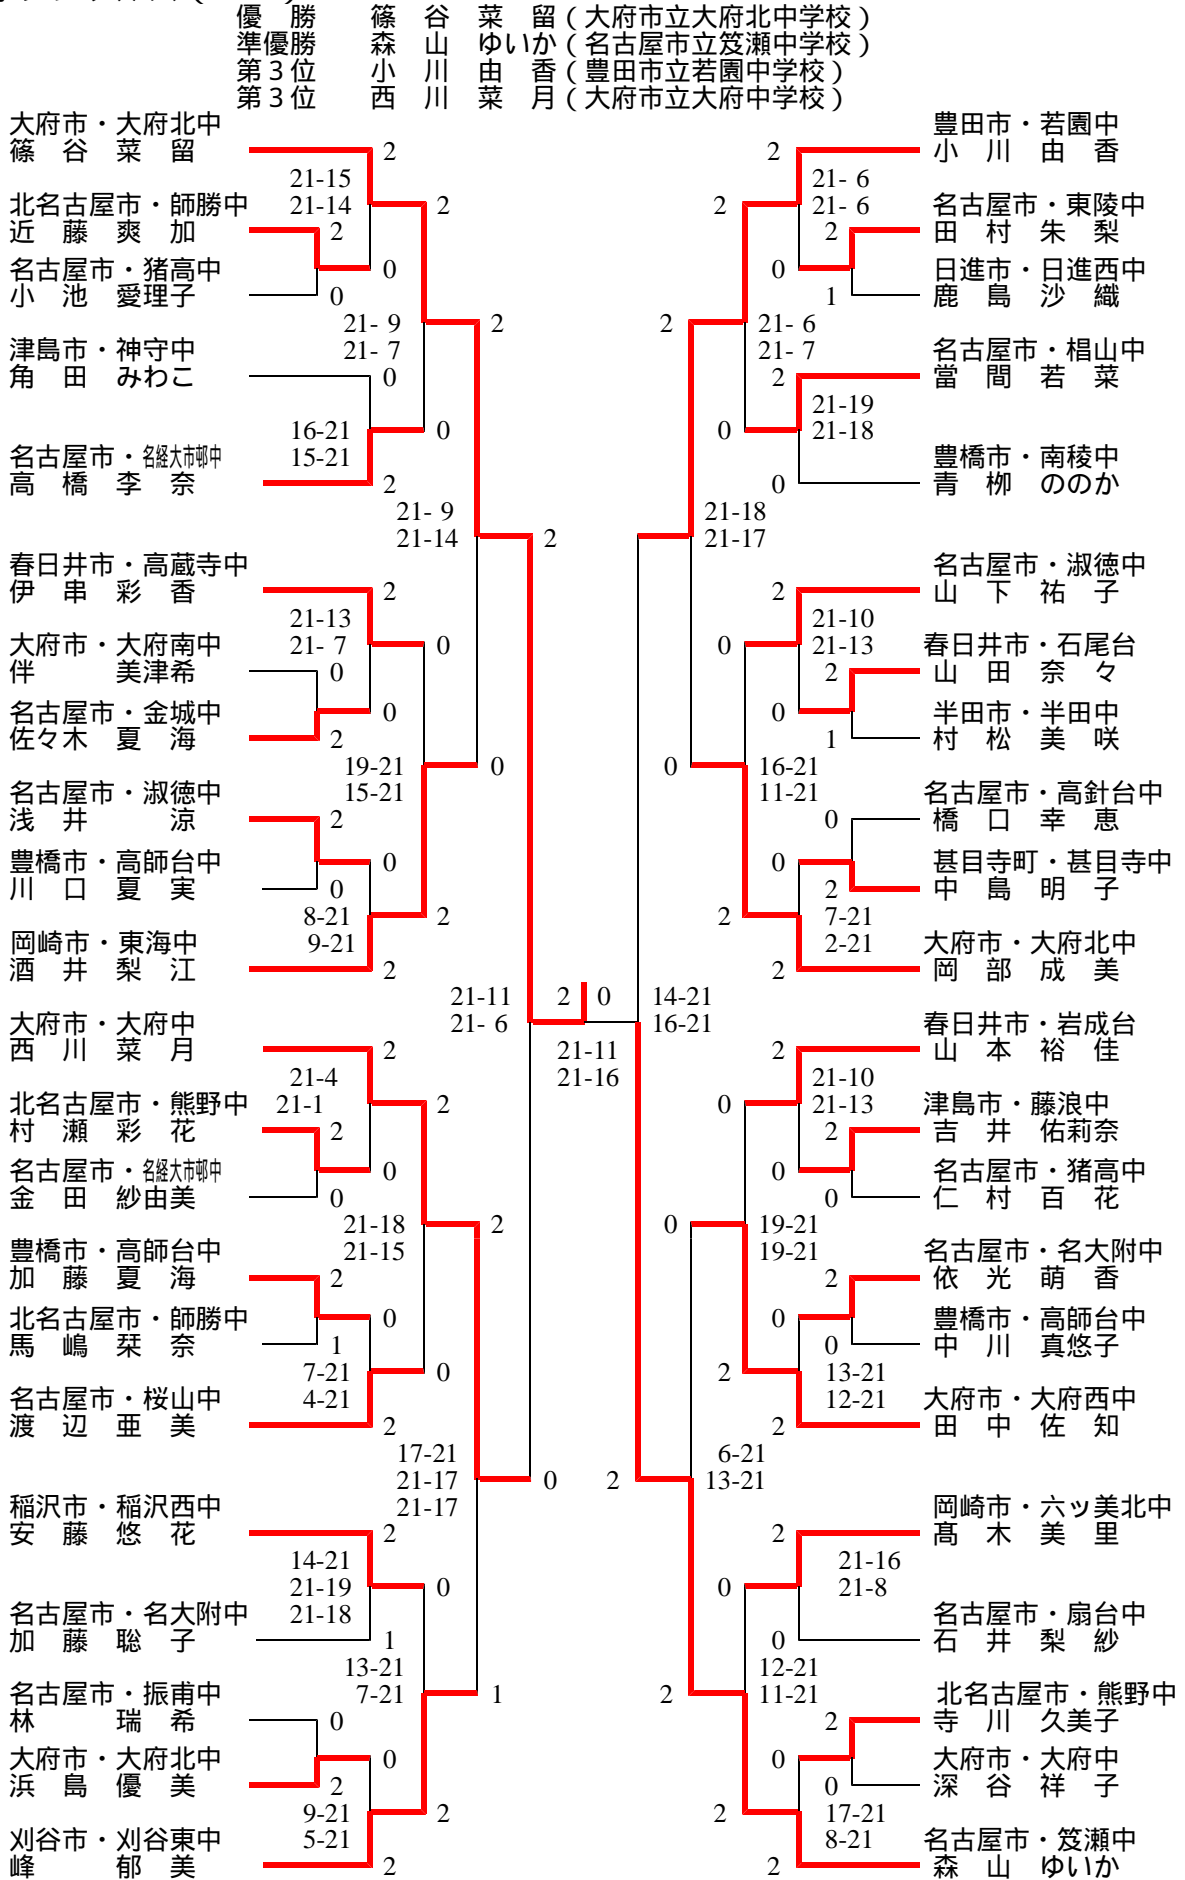 優　勝　　篠　谷　菜　留（大府市立大府北中学校）
準優勝　　森　山　ゆいか（名古屋市立笈瀬中学校）
第３位　　小　川　由　香（豊田市立若園中学校）
第３位　　西　川　菜　月（大府市立大府中学校）
大府市・大府北中
篠　谷　菜　留
2
21-15
21-14
2
北名古屋市・師勝中
近　藤　爽　加
2
0
名古屋市・猪高中
小　池　愛理子
0
21- 9
21- 7
2
津島市・神守中
角　田　みわこ
0
16-21
15-21
0
名古屋市・名経大市邨中
高　橋　李　奈
2
21- 9
21-14
2
春日井市・高蔵寺中
伊　串　彩　香
2
21-13
21- 7
0
大府市・大府南中
伴　　　美津希
0
0
名古屋市・金城中
佐々木　夏　海
2
19-21
15-21
0
名古屋市・淑徳中
浅　井　　　涼
2
0
豊橋市・高師台中
川　口　夏　実
0
8-21
9-21
2
岡崎市・東海中
酒　井　梨　江
2
21-11
21- 6
2
0
21-11
21-16
大府市・大府中
西　川　菜　月
2
21-4
21-1
2
北名古屋市・熊野中
村　瀬　彩　花
2
0
名古屋市・名経大市邨中
金　田　紗由美
0
21-18
21-15
2
豊橋市・高師台中
加　藤　夏　海
2
0
北名古屋市・師勝中
馬　嶋　栞　奈
1
7-21
4-21
0
名古屋市・桜山中
渡　辺　亜　美
2
17-21
21-17
21-17
0
稲沢市・稲沢西中
安　藤　悠　花
2
14-21
21-19
21-18
0
名古屋市・名大附中
加　藤　聡　子
1
13-21
7-21
1
名古屋市・振甫中
林　　　瑞　希
0
0
大府市・大府北中
浜　島　優　美
2
9-21
5-21
2
刈谷市・刈谷東中
峰　　　郁　美
2
豊田市・若園中
小　川　由　香
2
21- 6
21- 6
2
名古屋市・東陵中
田　村　朱　梨
2
0
日進市・日進西中
鹿　島　沙　織
1
2
21- 6
21- 7
名古屋市・椙山中
當　間　若　菜
2
21-19
21-18
0
豊橋市・南稜中
青　栁　ののか
0
21-18
21-17
名古屋市・淑徳中
山　下　祐　子
2
21-10
21-13
0
春日井市・石尾台
山　田　奈　々
2
0
半田市・半田中
村　松　美　咲
1
0
16-21
11-21
名古屋市・高針台中
橋　口　幸　恵
0
0
甚目寺町・甚目寺中
中　島　明　子
2
7-21
2-21
2
大府市・大府北中
岡　部　成　美
2
14-21
16-21
春日井市・岩成台
山　本　裕　佳
2
21-10
21-13
0
津島市・藤浪中
吉　井　佑莉奈
2
0
名古屋市・猪高中
仁　村　百　花
0
0
19-21
19-21
名古屋市・名大附中
依　光　萌　香
2
0
豊橋市・高師台中
中　川　真悠子
0
13-21
12-21
2
大府市・大府西中
田　中　佐　知
2
6-21
13-21
2
岡崎市・六ッ美北中
髙　木　美　里
2
21-16
21-8
0
名古屋市・扇台中
石　井　梨　紗
0
12-21
11-21
2
北名古屋市・熊野中
寺　川　久美子
2
0
大府市・大府中
深　谷　祥　子
0
17-21
8-21
2
名古屋市・笈瀬中
森　山　ゆいか
2